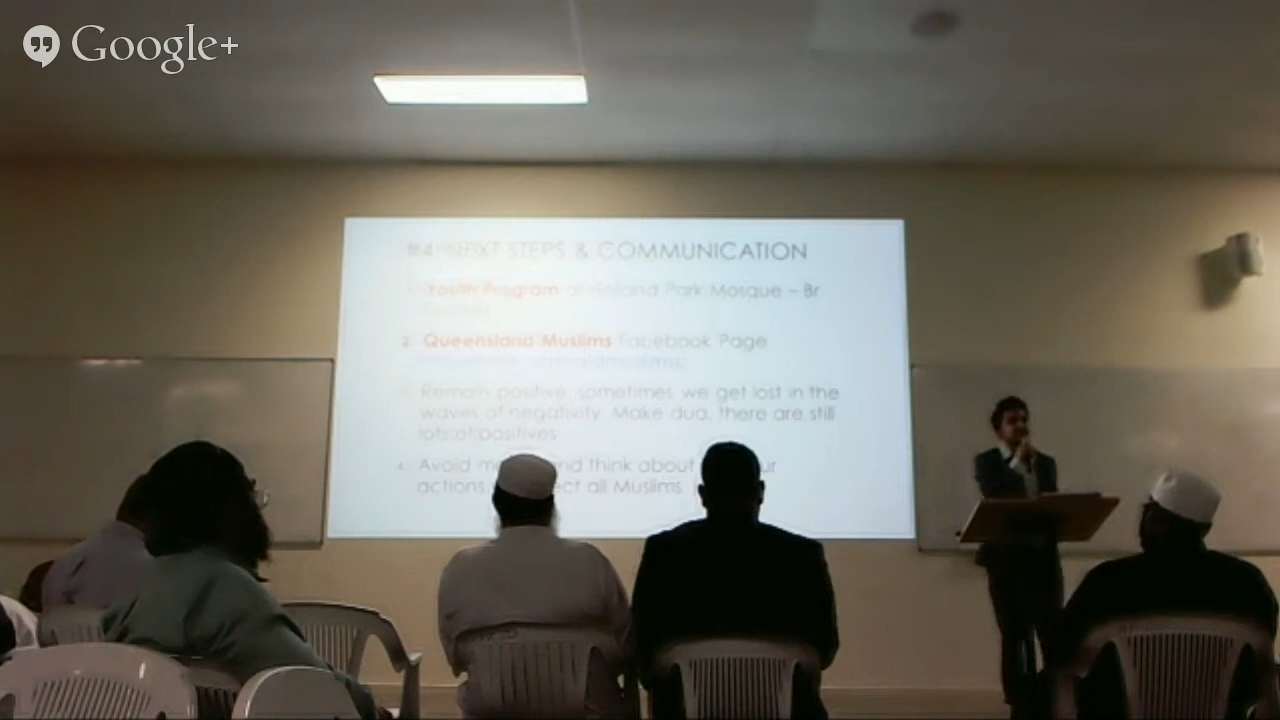 Google+
#4: NEXT STEPS & COMMUNICATION
1. Youth Program at Holland Park Mosque – Br
2. Queensland Muslims Facebook Page
Remain positive, sometimes we get lost in the
waves of negativity. Make dua, there are still
lots of positives
4. Avoid and think about
actions, all Muslims